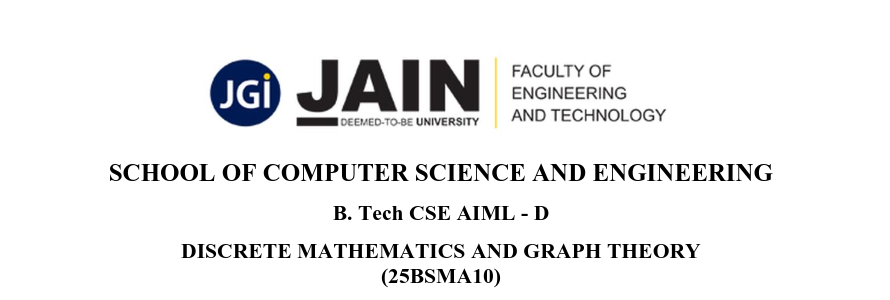 JGi
JAIN
DEEMED-TO-BE UNIVERSITY
FACULTY OF
ENGINEERING
AND TECHNOLOGY
SCHOOL OF COMPUTER SCIENCE AND ENGINEERING
B. Tech CSE AIML - D
DISCRETE MATHEMATICS AND GRAPH THEORY
(25BSMA10)